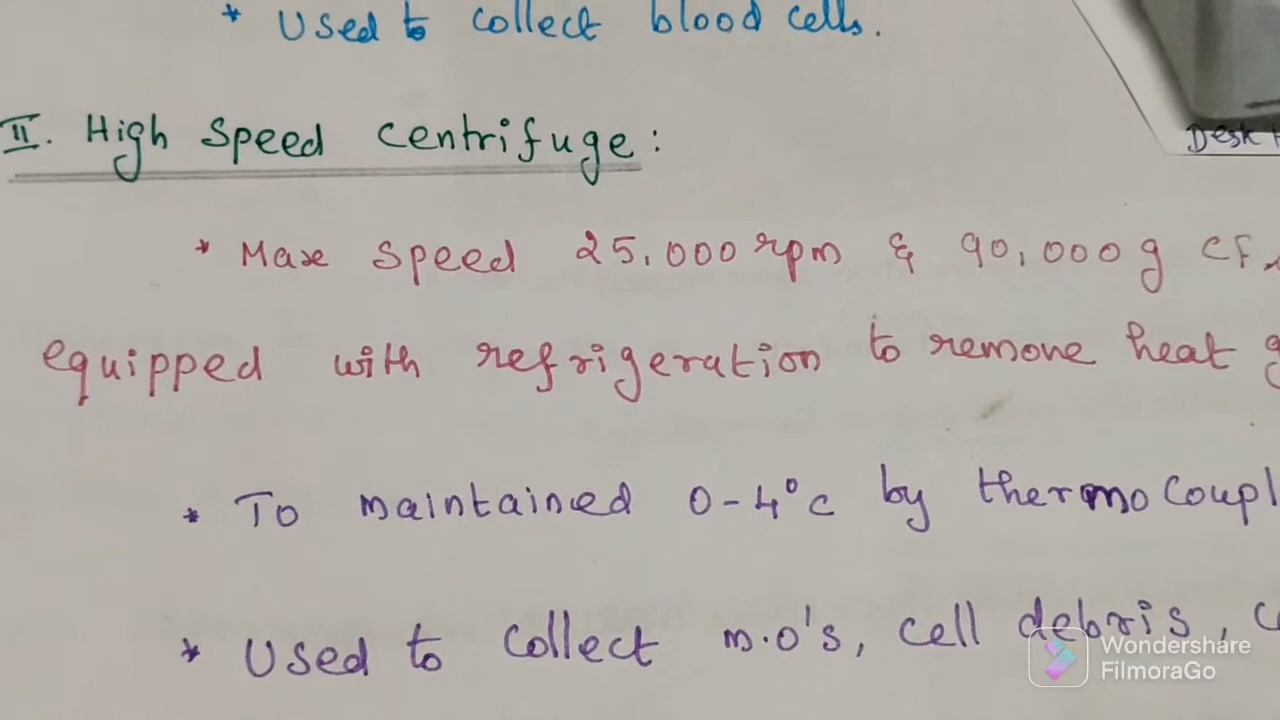 * Used to collect blood cells.
II. High Speed Centrifuge:
Desk
* Max Speed 25,000 rpm & 90,000 g CF,
equipped with refrigeration to remove heat g
* To maintained 0-4°c by thermocoupl
* Used to collect m.o's, cell debris, c
Wondershare
FilmoraGo